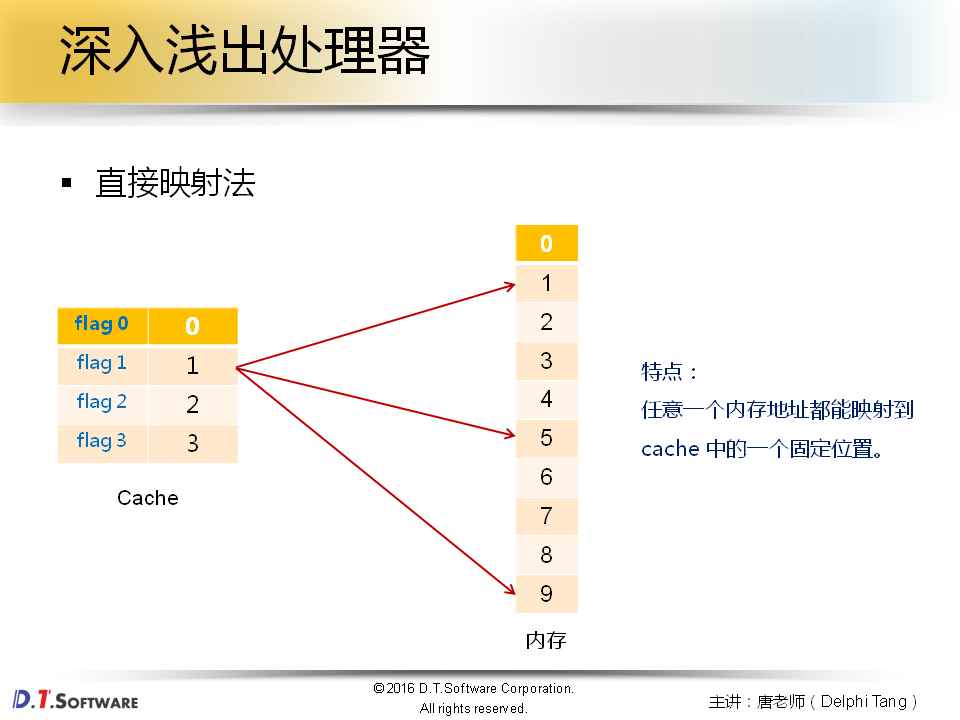 深入浅出处理器
▪ 直接映射法
flag 0 0
flag 1 1
flag 2 2
flag 3 3
Cache
0
1
2
3
4
5
6
7
8
9
内存
特点：
任意一个内存地址都能映射到
cache 中的一个固定位置。
D.T.SOFTWARE
©2016 D.T.Software Corporation.
All rights reserved.
主讲：唐老师（Delphi Tang）